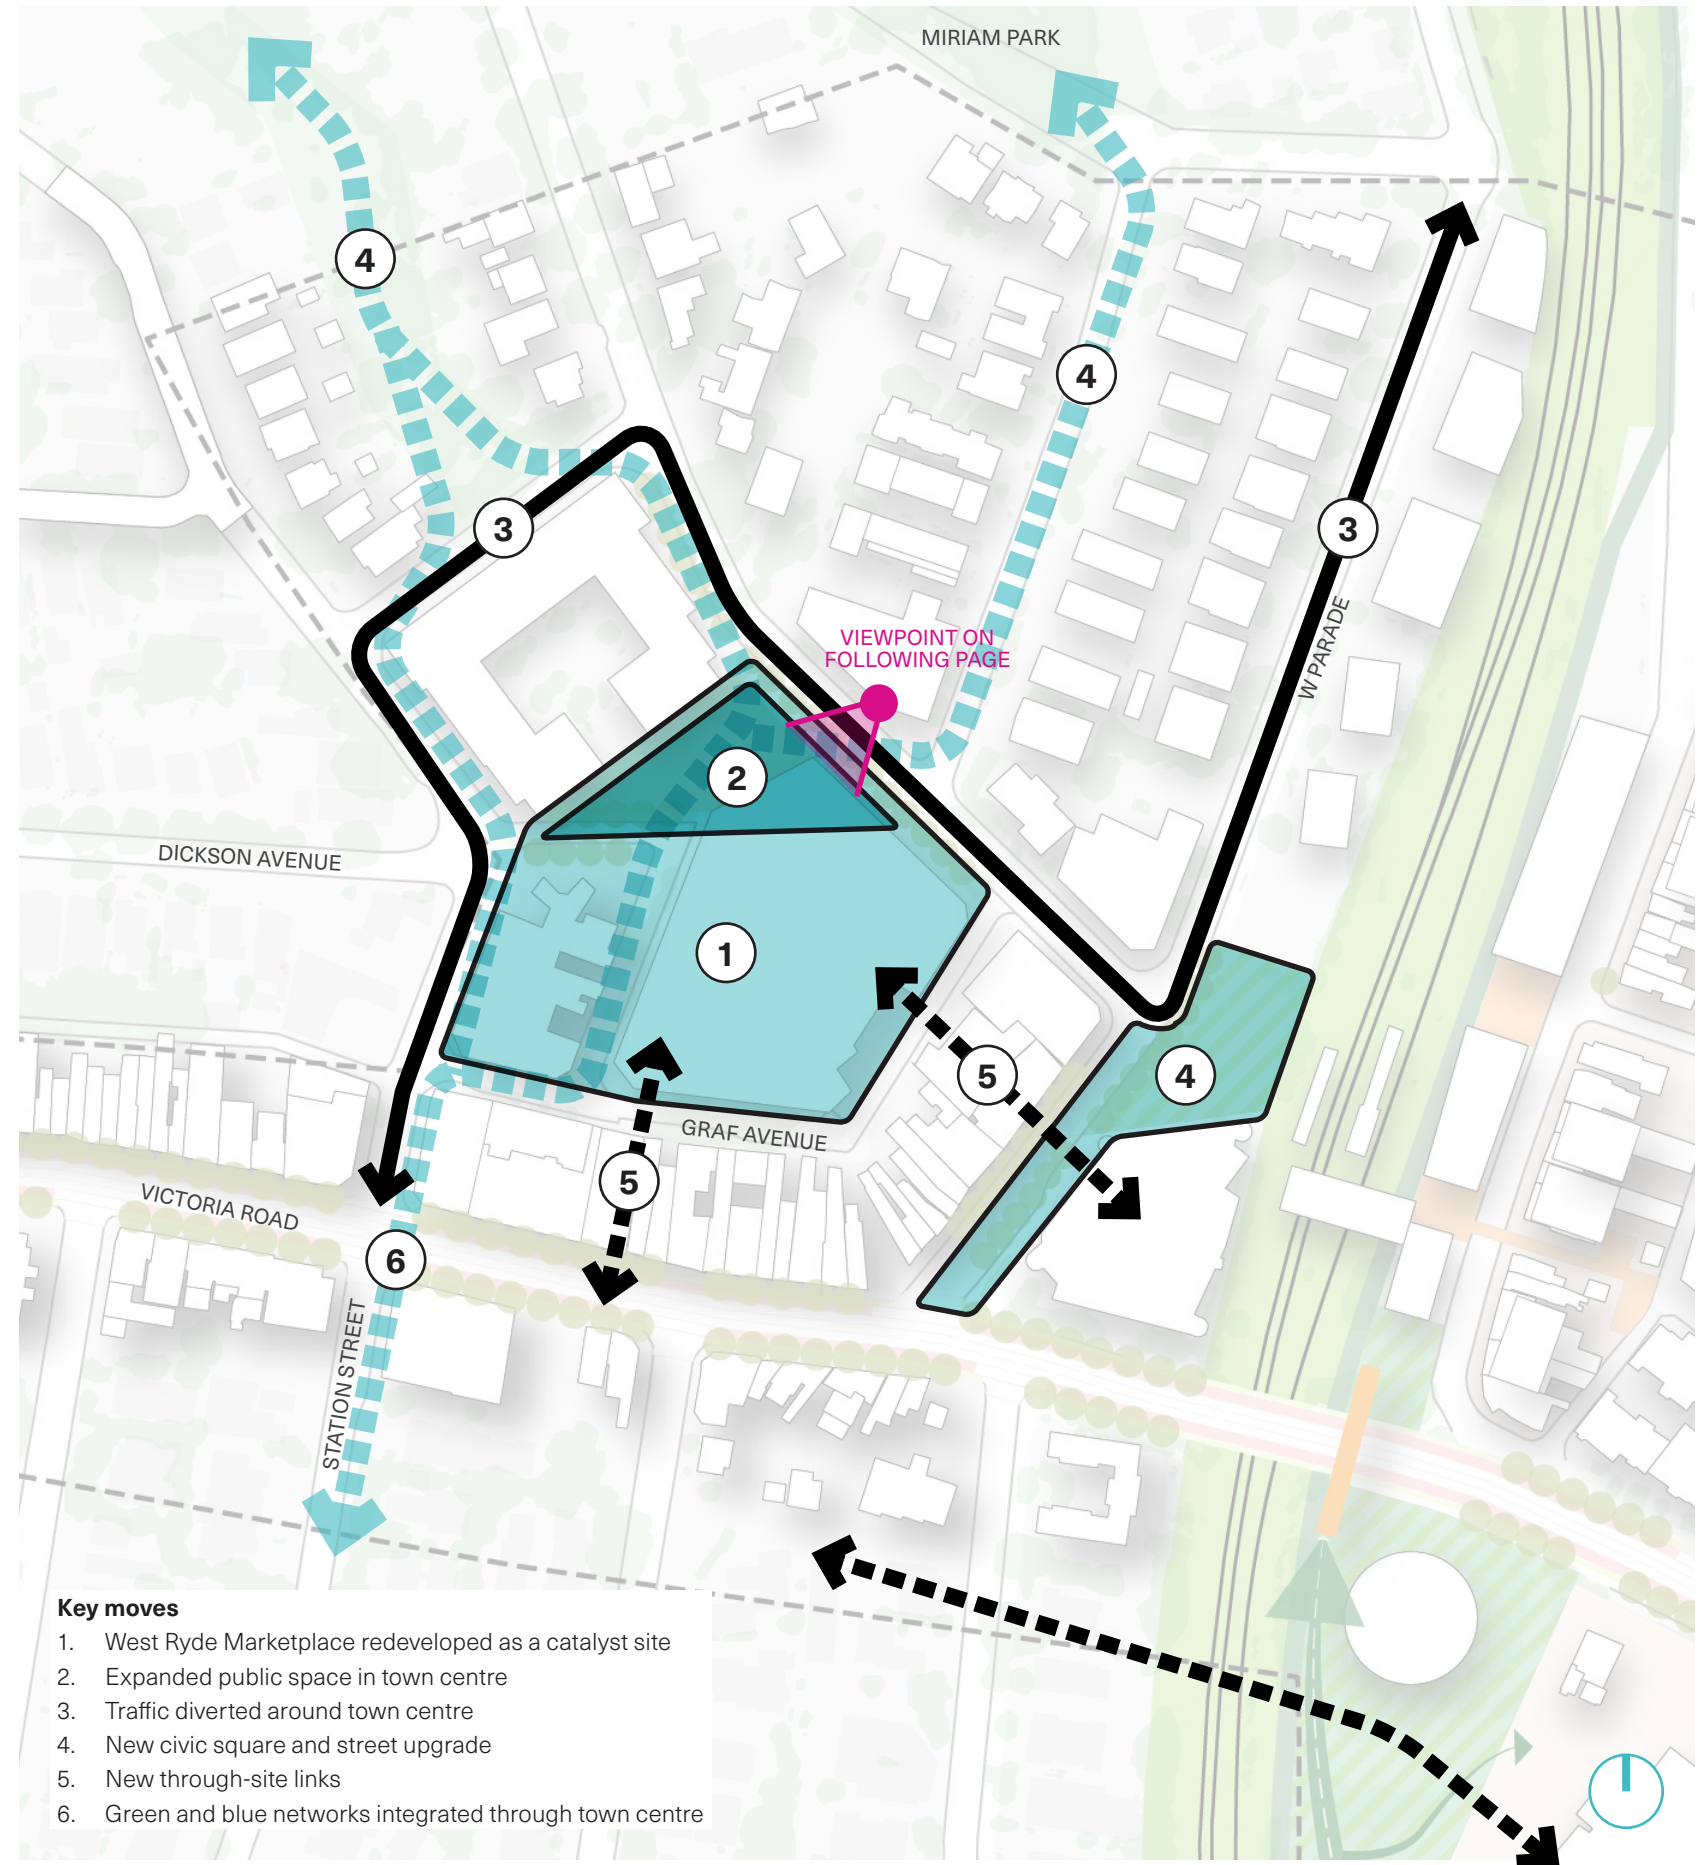 MIRIAM PARK
4
4
3
3
W PARADE
VIEWPOINT ON
FOLLOWING PAGE
2
DICKSON AVENUE
1
5
4
GRAF AVENUE
5
VICTORIA ROAD
6
STATION STREET
Key moves
1. West Ryde Marketplace redeveloped as a catalyst site
2. Expanded public space in town centre
3. Traffic diverted around town centre
4. New civic square and street upgrade
5. New through-site links
6. Green and blue networks integrated through town centre